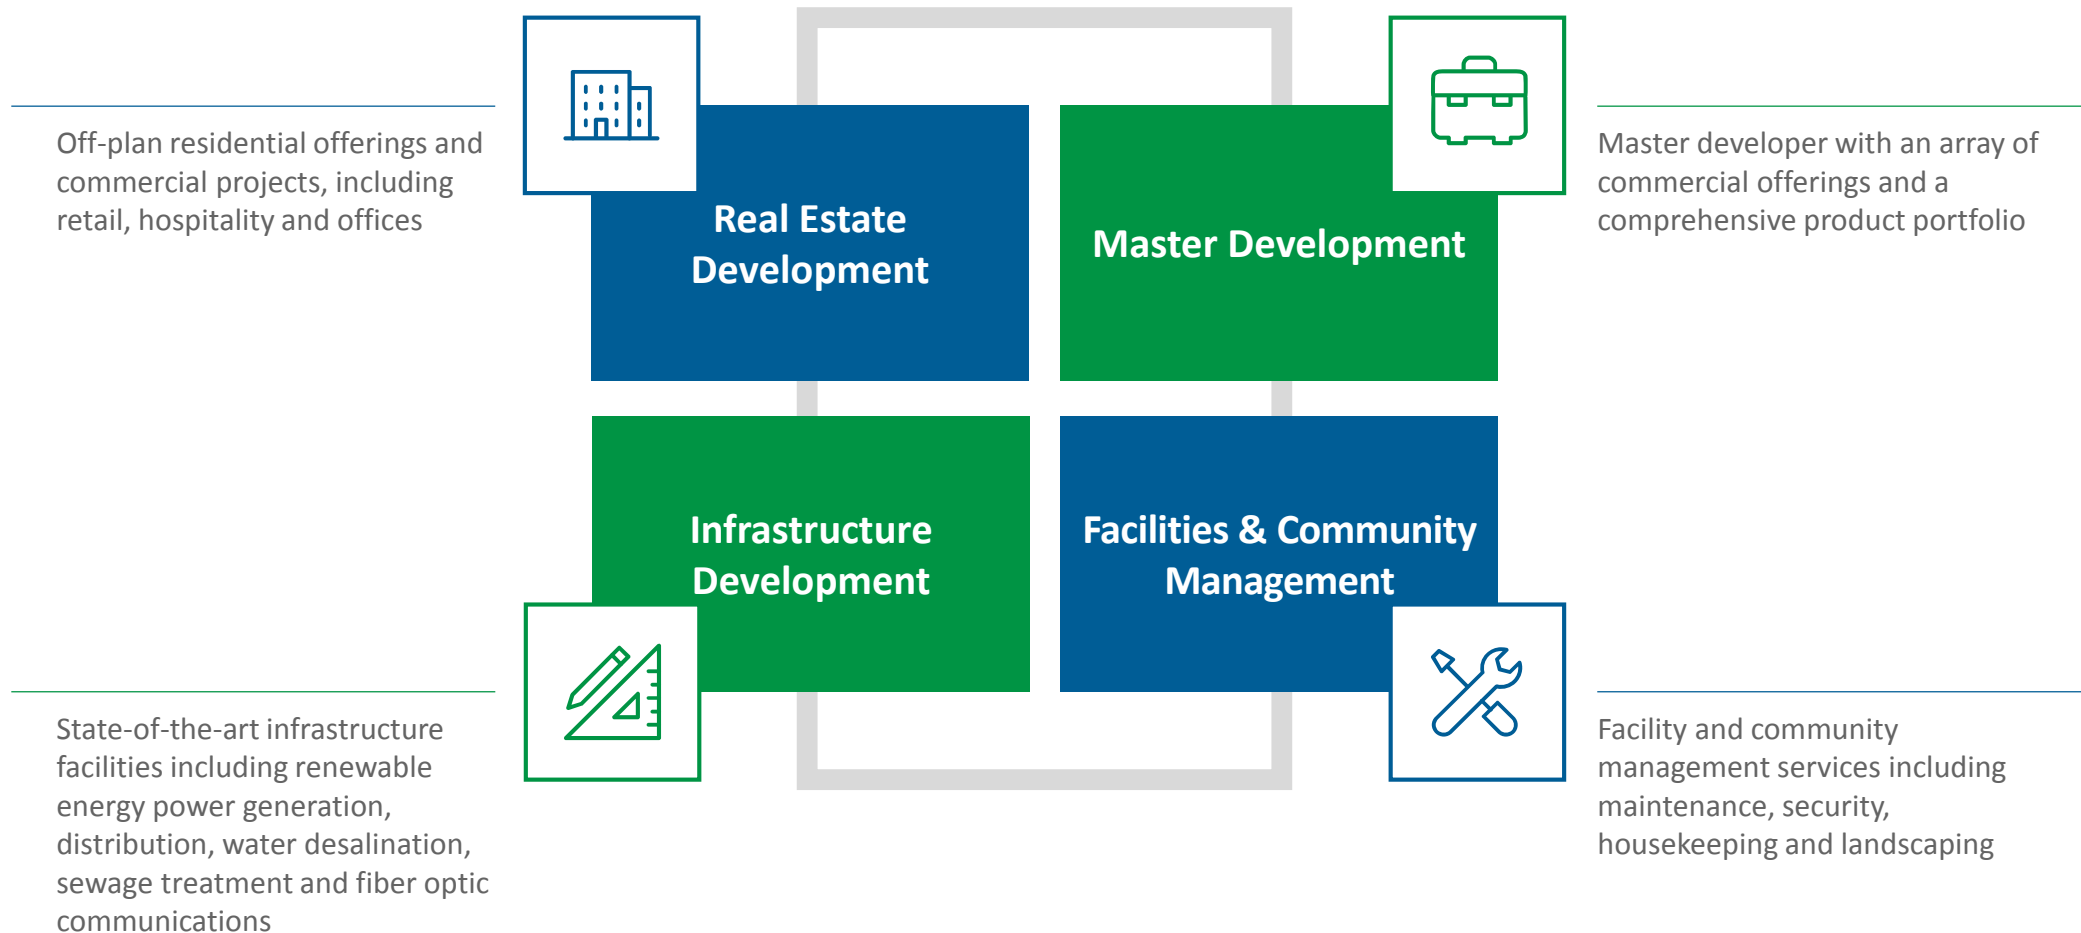 Off-plan residential offerings and
commercial projects, including
retail, hospitality and offices
Real Estate
Development
Master Development
Master developer with an array of
commercial offerings and a
comprehensive product portfolio
State-of-the-art infrastructure
facilities including renewable
energy power generation,
distribution, water desalination,
sewage treatment and fiber optic
communications
Infrastructure
Development
Facilities & Community
Management
Facility and community
management services including
maintenance, security,
housekeeping and landscaping